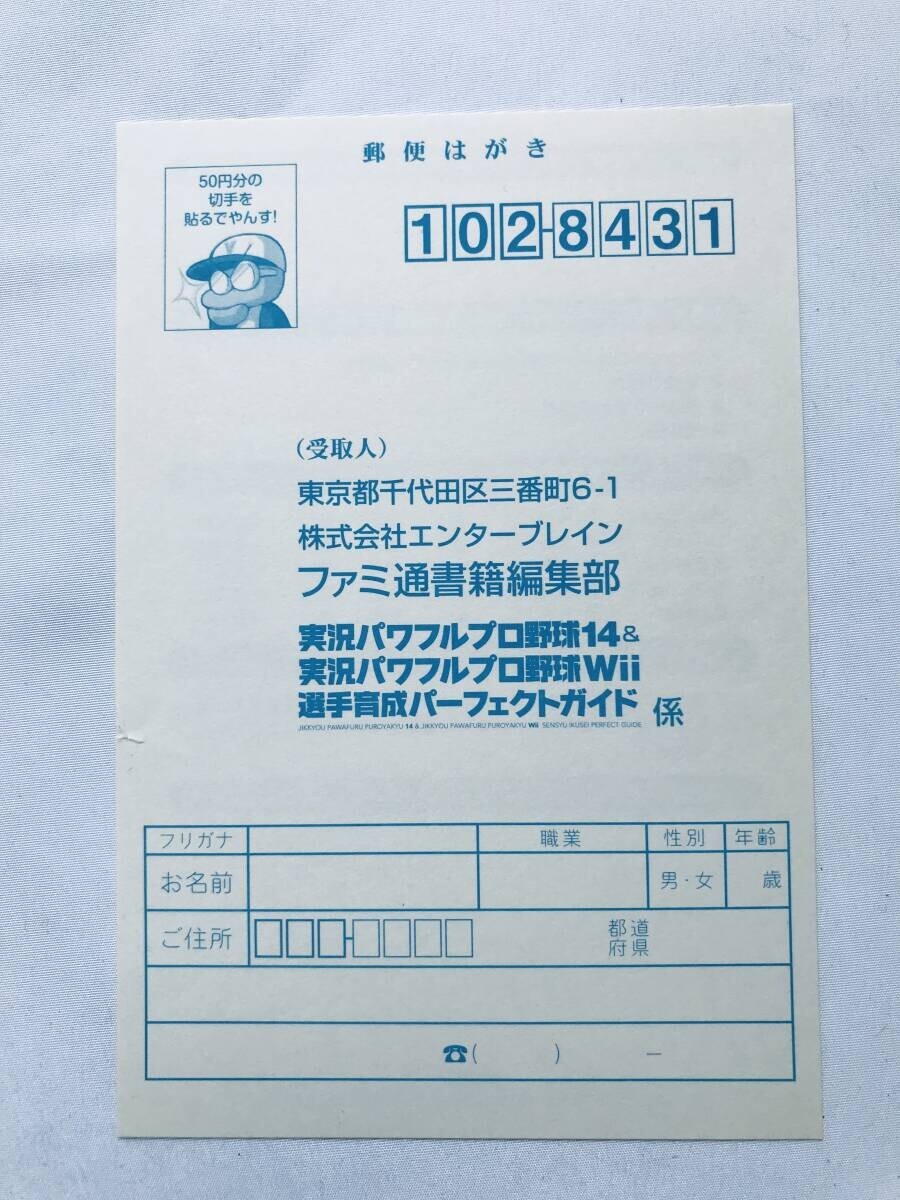 郵便はがき
50円分の
切手を
貼るでやんす!
102-8431
(受取人)
東京都千代田区三番町6-1
株式会社エンターブレイン
ファミ通書籍編集部
実況パワフルプロ野球14&
実況パワフルプロ野球Wii
選手育成パーフェクトガイド 係
JIKKYOU PAWAFURU PUROYAKYU 14 & JIKKYOU PAWAFURU PUROYAKYU Wii SENSYU IKUSEI PERFECT GUIDE
フリガナ 職業 性別 年齢
お名前 男・女 歳
ご住所 - 都道
府県
☎( ) －